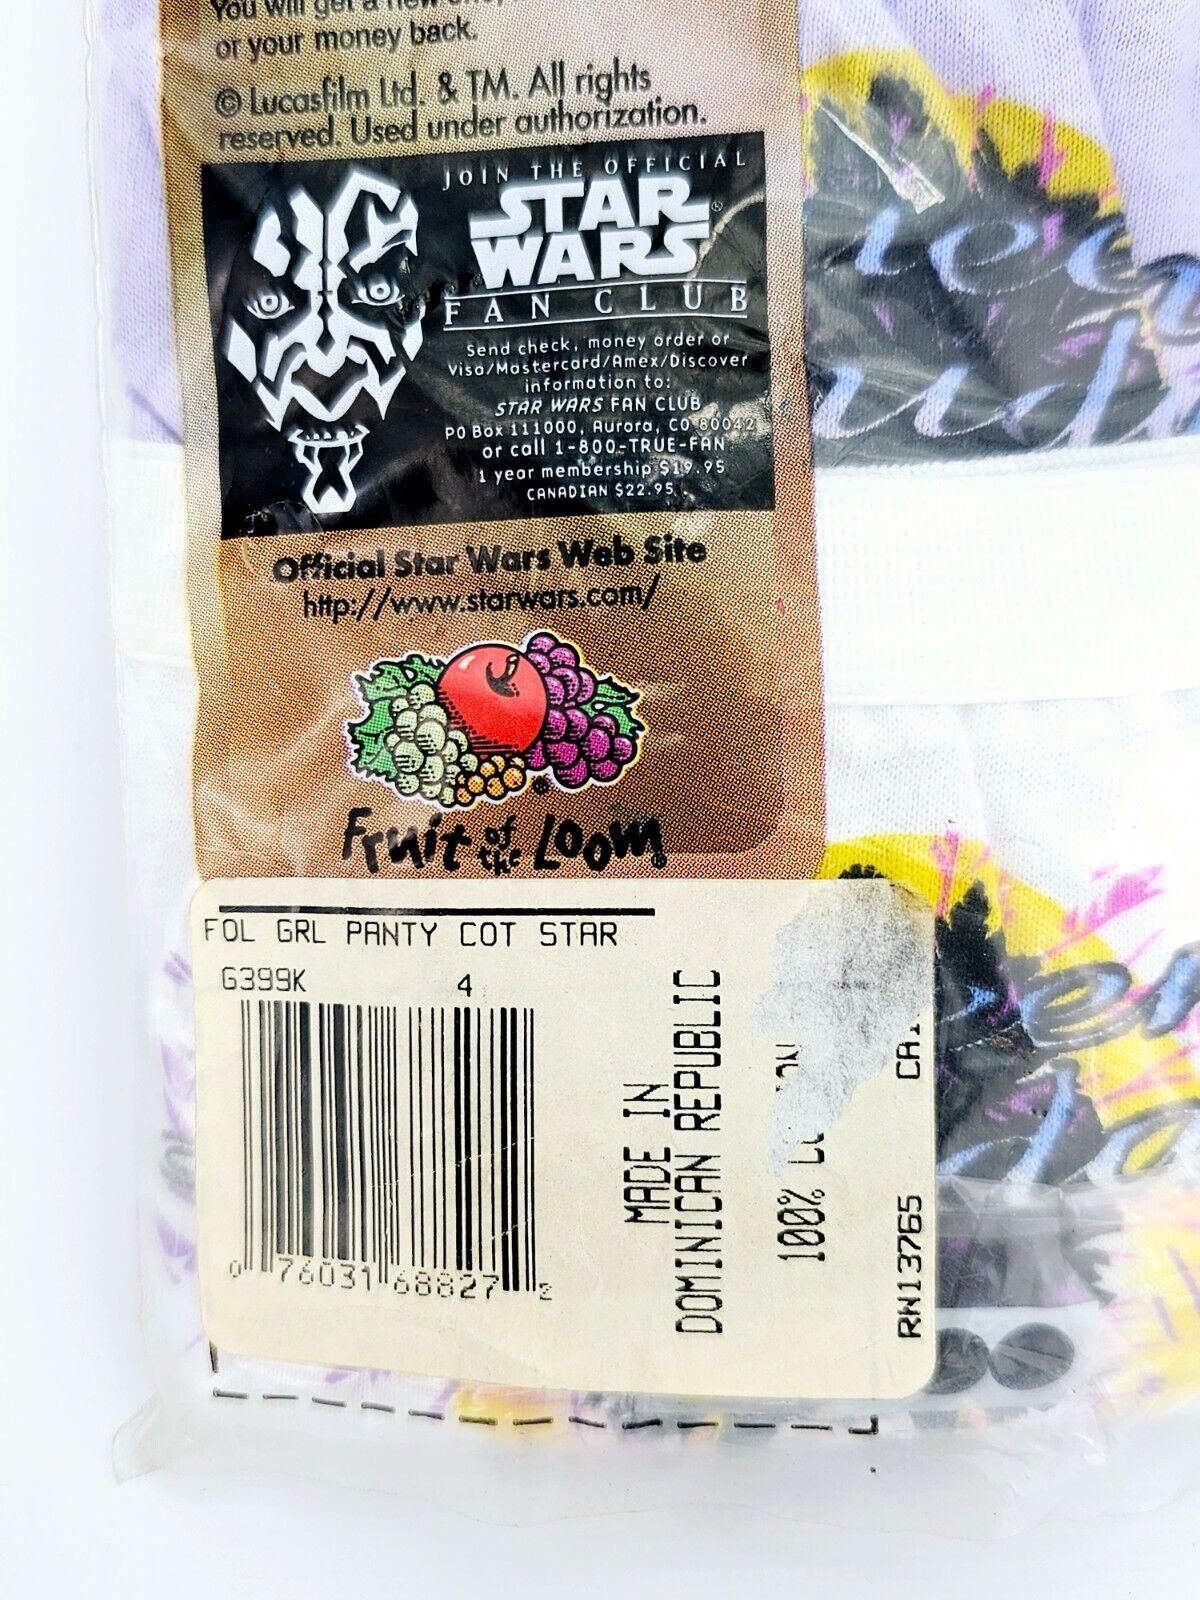 You will get a new
or your money back.
© Lucasfilm Ltd. & TM. All rights
reserved. Used under authorization.
JOIN THE OFFICIAL
STAR
WARS®
FAN CLUB
Send check, money order or
Visa/Mastercard/Amex/Discover
information to:
STAR WARS FAN CLUB
PO Box 111000, Aurora, CO 80042
or call 1-800-TRUE-FAN
1 year membership $19.95
CANADIAN $22.95
Official Star Wars Web Site
http://www.starwars.com/
Fruit of the Loom®
FOL GRL PANTY COT STAR
G399K 4
0 76031 68827 2
MADE IN
DOMINICAN REPUBLIC
100%
RN13765